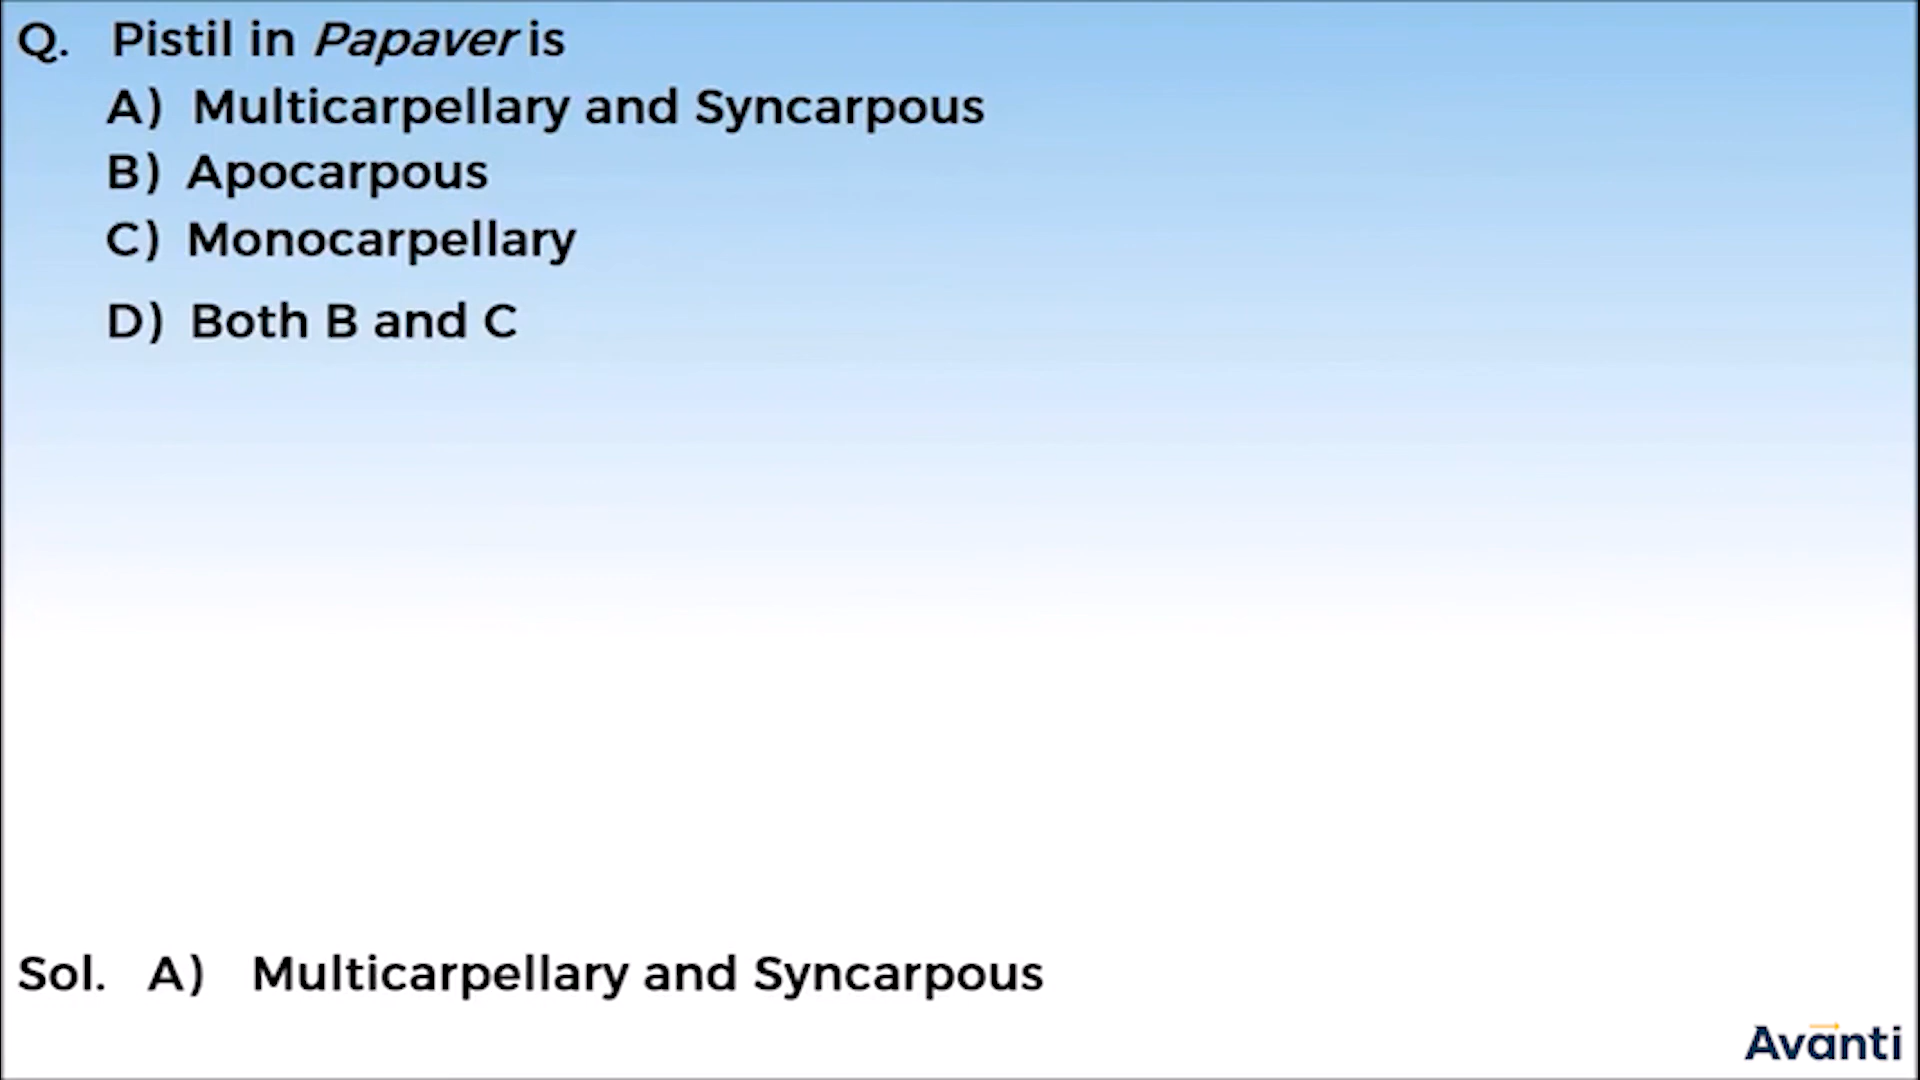 Q. Pistil in Papaver is
A) Multicarpellary and Syncarpous
B) Apocarpous
C) Monocarpellary
D) Both B and C
Sol. A) Multicarpellary and Syncarpous
Avanti